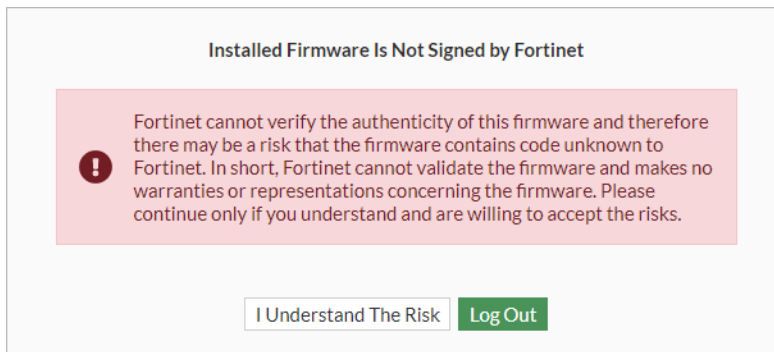 Installed Firmware Is Not Signed by Fortinet
Fortinet cannot verify the authenticity of this firmware and therefore
there may be a risk that the firmware contains code unknown to
Fortinet. In short, Fortinet cannot validate the firmware and makes no
warranties or representations concerning the firmware. Please
continue only if you understand and are willing to accept the risks.
I Understand The Risk Log Out